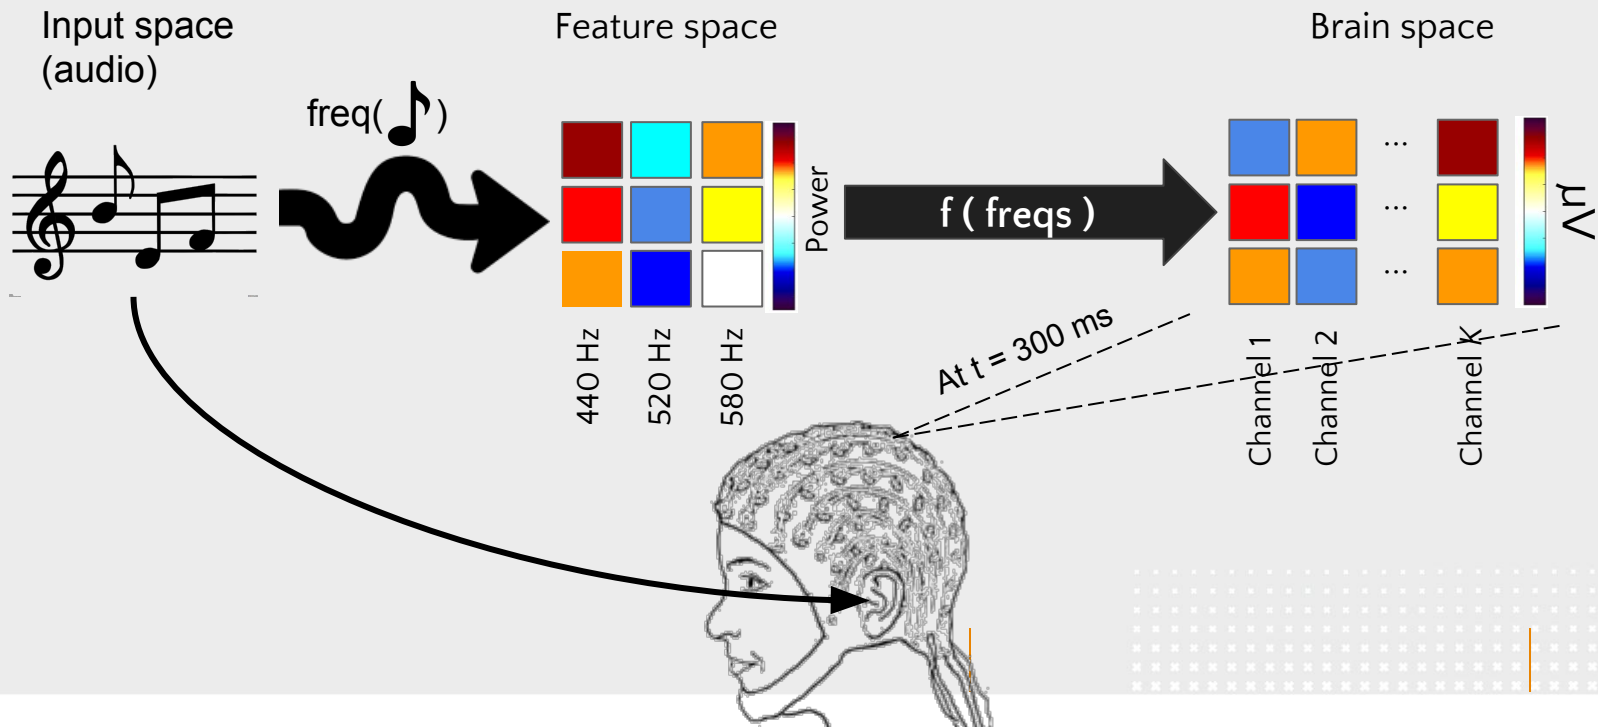 Input space
(audio)
Feature space
Brain space
freq(♪)
Power
f ( freqs )
μV
...
...
...
440 Hz
520 Hz
580 Hz
At t = 300 ms
Channel 1
Channel 2
Channel K